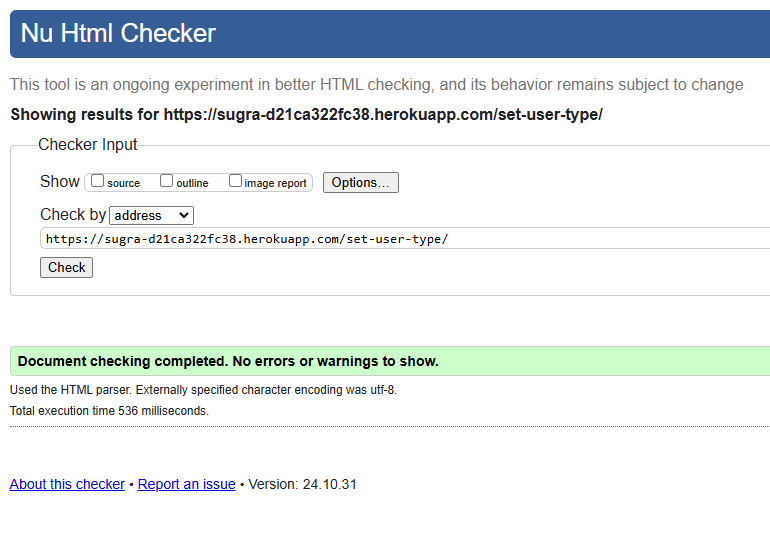 Nu Html Checker
This tool is an ongoing experiment in better HTML checking, and its behavior remains subject to change
Showing results for https://sugra-d21ca322fc38.herokuapp.com/set-user-type/
Checker Input
Show source outline image report Options...
Check by address
https://sugra-d21ca322fc38.herokuapp.com/set-user-type/
Check
Document checking completed. No errors or warnings to show.
Used the HTML parser. Externally specified character encoding was utf-8.
Total execution time 536 milliseconds.
About this checker • Report an issue • Version: 24.10.31